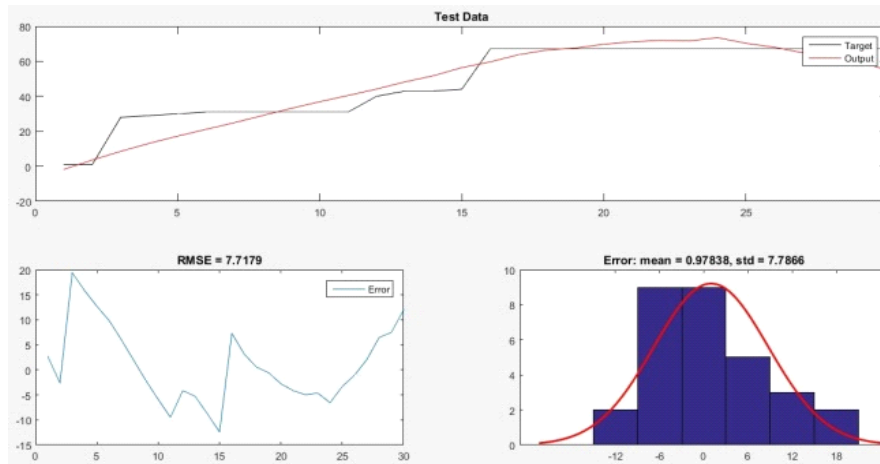 Test Data
80
60
40
20
0
-20
0 5 10 15 20 25
Target
Output
RMSE = 7.7179
20
15
10
5
0
-5
-10
-15
0 5 10 15 20 25 30
Error
Error: mean = 0.97838, std = 7.7866
10
8
6
4
2
0
-12 -6 0 6 12 18